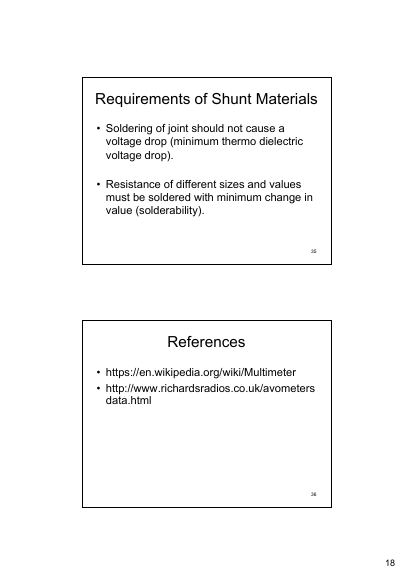 Requirements of Shunt Materials
• Soldering of joint should not cause a
voltage drop (minimum thermo dielectric
voltage drop).
• Resistance of different sizes and values
must be soldered with minimum change in
value (solderability).
35
References
• https://en.wikipedia.org/wiki/Multimeter
• http://www.richardsradios.co.uk/avometers
data.html
36
18